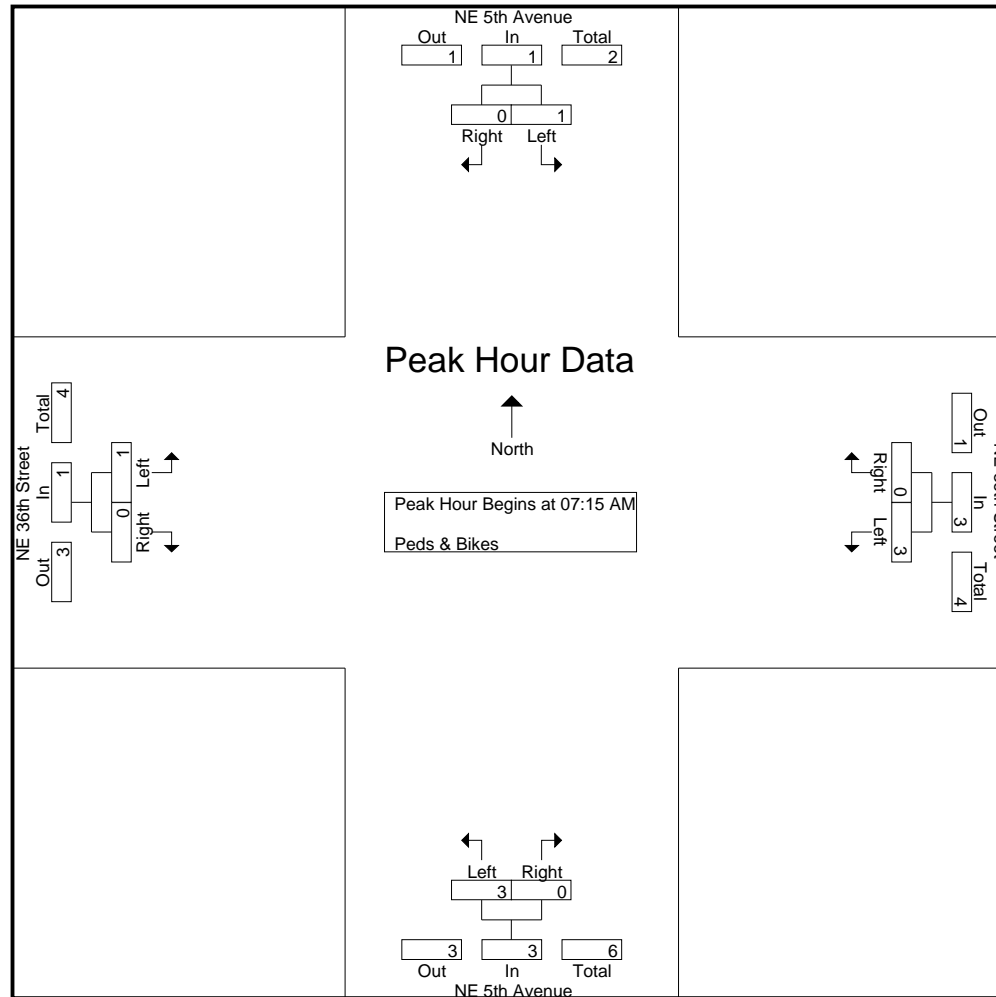 NE 5th Avenue
Out In Total
1 1 2
0 1
Right Left
Peak Hour Data
North
Peak Hour Begins at 07:15 AM
Peds & Bikes
NE 36th Street
Out In Total
3 1 4
Left Right
1 0
Out In Total
1 3 4
Right Left
0 3
Street
Left Right
3 0
3 3 6
Out In Total
NE 5th Avenue